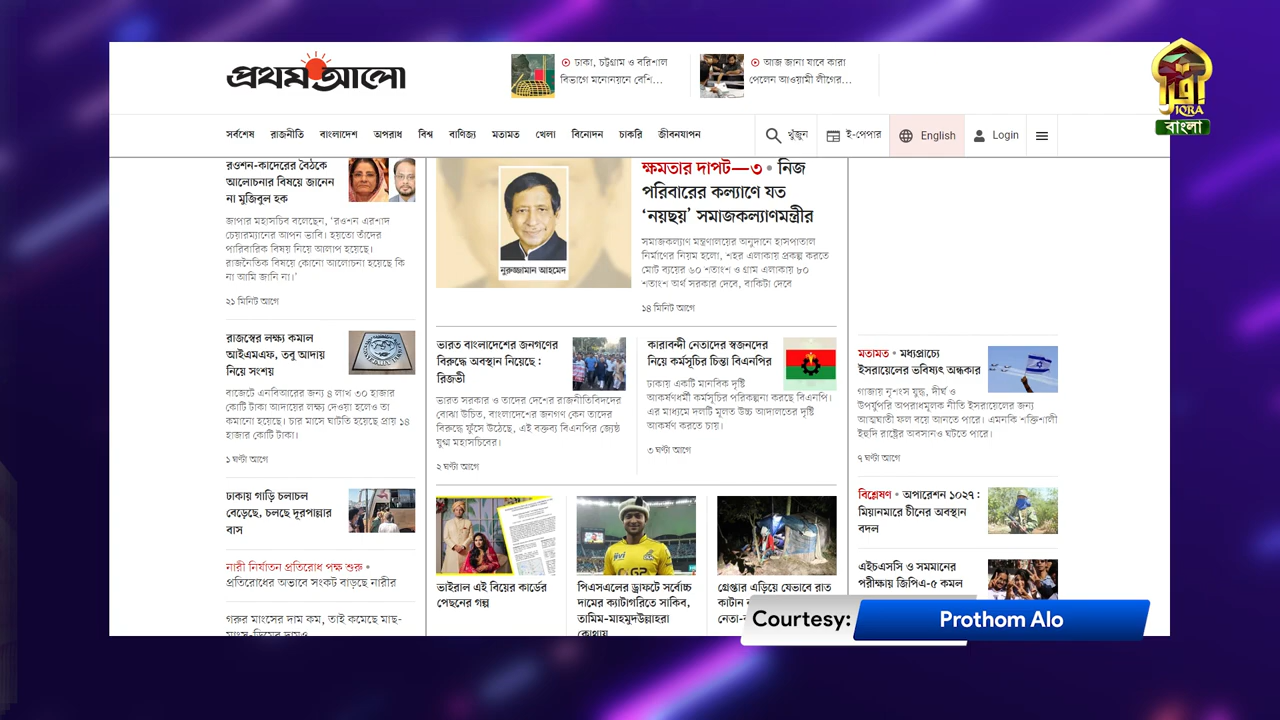 প্রথম আলো
ঢাকা, চট্টগ্রাম ও বরিশাল
বিভাগে মনোনয়নে বেশি...
আজ জানা যাবে কারা
পেলেন আওয়ামী লীগের...
IQRA
বাংলা
সর্বশেষ রাজনীতি বাংলাদেশ অপরাধ বিশ্ব বাণিজ্য মতামত খেলা বিনোদন চাকরি জীবনযাপন
খুঁজুন
ই-পেপার
English
Login
রওশন-কাদেরের বৈঠকে
আলোচনার বিষয়ে জানেন
না মুজিবুল হক
জাপার মহাসচিব বলেছেন, ‘রওশন এরশাদ
চেয়ারম্যানের আপন ভাবি। হয়তো তাঁদের
পারিবারিক বিষয় নিয়ে আলাপ হয়েছে।
রাজনৈতিক বিষয়ে কোনো আলোচনা হয়েছে কি
না আমি জানি না।’
২১ মিনিট আগে
রাজস্বের লক্ষ্য কমাল
আইএমএফ, তবু আদায়
নিয়ে সংশয়
বাজেটে এনবিআরের জন্য ৪ লাখ ৩০ হাজার
কোটি টাকা আদায়ের লক্ষ্য দেওয়া হলেও তা
কমানো হয়েছে। চার মাসে ঘাটতি হয়েছে প্রায় ১৪
হাজার কোটি টাকা।
১ ঘণ্টা আগে
ঢাকায় গাড়ি চলাচল
বেড়েছে, চলছে দূরপাল্লার
বাস
নারী নির্যাতন প্রতিরোধ পক্ষ শুরু •
প্রতিরোধের অভাবে সংকট বাড়ছে নারীর
গরুর মাংসের দাম কম, তাই কমেছে মাছ-
মাংস-ডিমের দামও
নুরুজ্জামান আহমেদ
ক্ষমতার দাপট—৩ • নিজ
পরিবারের কল্যাণে যত
‘নয়ছয়’ সমাজকল্যাণমন্ত্রীর
সমাজকল্যাণ মন্ত্রণালয়ের অনুদানে হাসপাতাল
নির্মাণের নিয়ম হলো, শহর এলাকায় প্রকল্প করতে
মোট ব্যয়ের ৬০ শতাংশ ও গ্রাম এলাকায় ৮০
শতাংশ অর্থ সরকার দেবে, বাকিটা দেবে
১৪ মিনিট আগে
ভারত বাংলাদেশের জনগণের
বিরুদ্ধে অবস্থান নিয়েছে :
রিজভী
ভারত সরকার ও তাদের দেশের রাজনীতিবিদদের
বোঝা উচিত, বাংলাদেশের জনগণ কেন তাদের
বিরুদ্ধে ফুঁসে উঠেছে, এই বক্তব্য বিএনপির জ্যেষ্ঠ
যুগ্ম মহাসচিবের।
২ ঘণ্টা আগে
কারাবন্দী নেতাদের স্বজনদের
নিয়ে কর্মসূচির চিন্তা বিএনপির
ঢাকায় একটি মানবিক দৃষ্টি
আকর্ষণধর্মী কর্মসূচির পরিকল্পনা করছে বিএনপি।
এর মাধ্যমে দলটি মূলত উচ্চ আদালতের দৃষ্টি
আকর্ষণ করতে চায়।
৩ ঘণ্টা আগে
ভাইরাল এই বিয়ের কার্ডের
পেছনের গল্প
পিএসএলের ড্রাফটে সর্বোচ্চ
দামের ক্যাটাগরিতে সাকিব,
তামিম-মাহমুদউল্লাহরা
কোথায়
গ্রেপ্তার এড়িয়ে যেভাবে রাত
কাটান
নেতা-
মতামত • মধ্যপ্রাচ্যে
ইসরায়েলের ভবিষ্যৎ অন্ধকার
গাজায় নৃশংস যুদ্ধ, দীর্ঘ ও
উপর্যুপরি অপরাধমূলক নীতি ইসরায়েলের জন্য
আত্মঘাতী ফল বয়ে আনতে পারে। এমনকি শক্তিশালী
ইহুদি রাষ্ট্রের অবসানও ঘটতে পারে।
৭ ঘণ্টা আগে
বিশ্লেষণ • অপারেশন ১০২৭ :
মিয়ানমারে চীনের অবস্থান
বদল
এইচএসসি ও সমমানের
পরীক্ষায় জিপিএ-৫ কমল
Courtesy: Prothom Alo